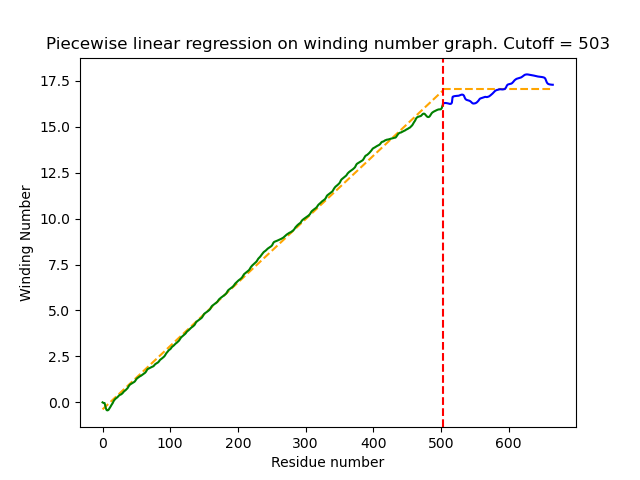 Piecewise linear regression on winding number graph. Cutoff = 503
17.5
15.0
12.5
10.0
7.5
5.0
2.5
0.0
Winding Number
0 100 200 300 400 500 600
Residue number